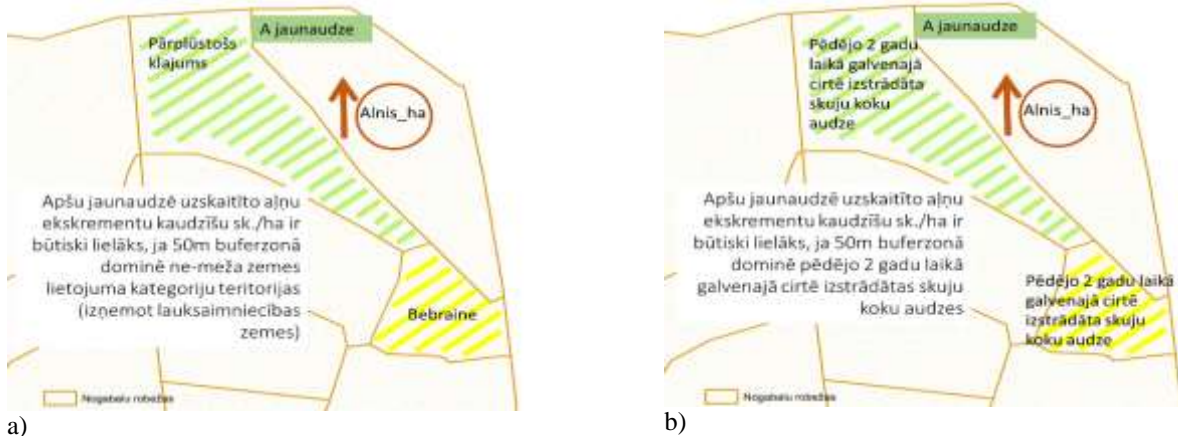 A jaunaudze
Pārplūstošs
klajums
Alnis_ha
Apšu jaunaudzē uzskaitīto aļņu
ekskrementu kaudzīšu sk./ha ir
būtiski lielāks, ja 50m buferzonā
dominē ne-meža zemes
lietojuma kategoriju teritorijas
(izņemot lauksaimniecības
zemes)
Bebraine
Nogabalu robežas
a)
A jaunaudze
Pēdējo 2 gadu
laikā galvenajā
cirtē izstrādāta
skuju koku
audze
Alnis_ha
Apšu jaunaudzē uzskaitīto aļņu
ekskrementu kaudzīšu sk./ha ir
būtiski lielāks, ja 50m buferzonā
dominē pēdējo 2 gadu laikā
galvenajā cirtē izstrādātas skuju
koku audzes
Pēdējo 2 gadu laikā
galvenajā cirtē
izstrādāta skuju
koku audze
Nogabalu robežas
b)